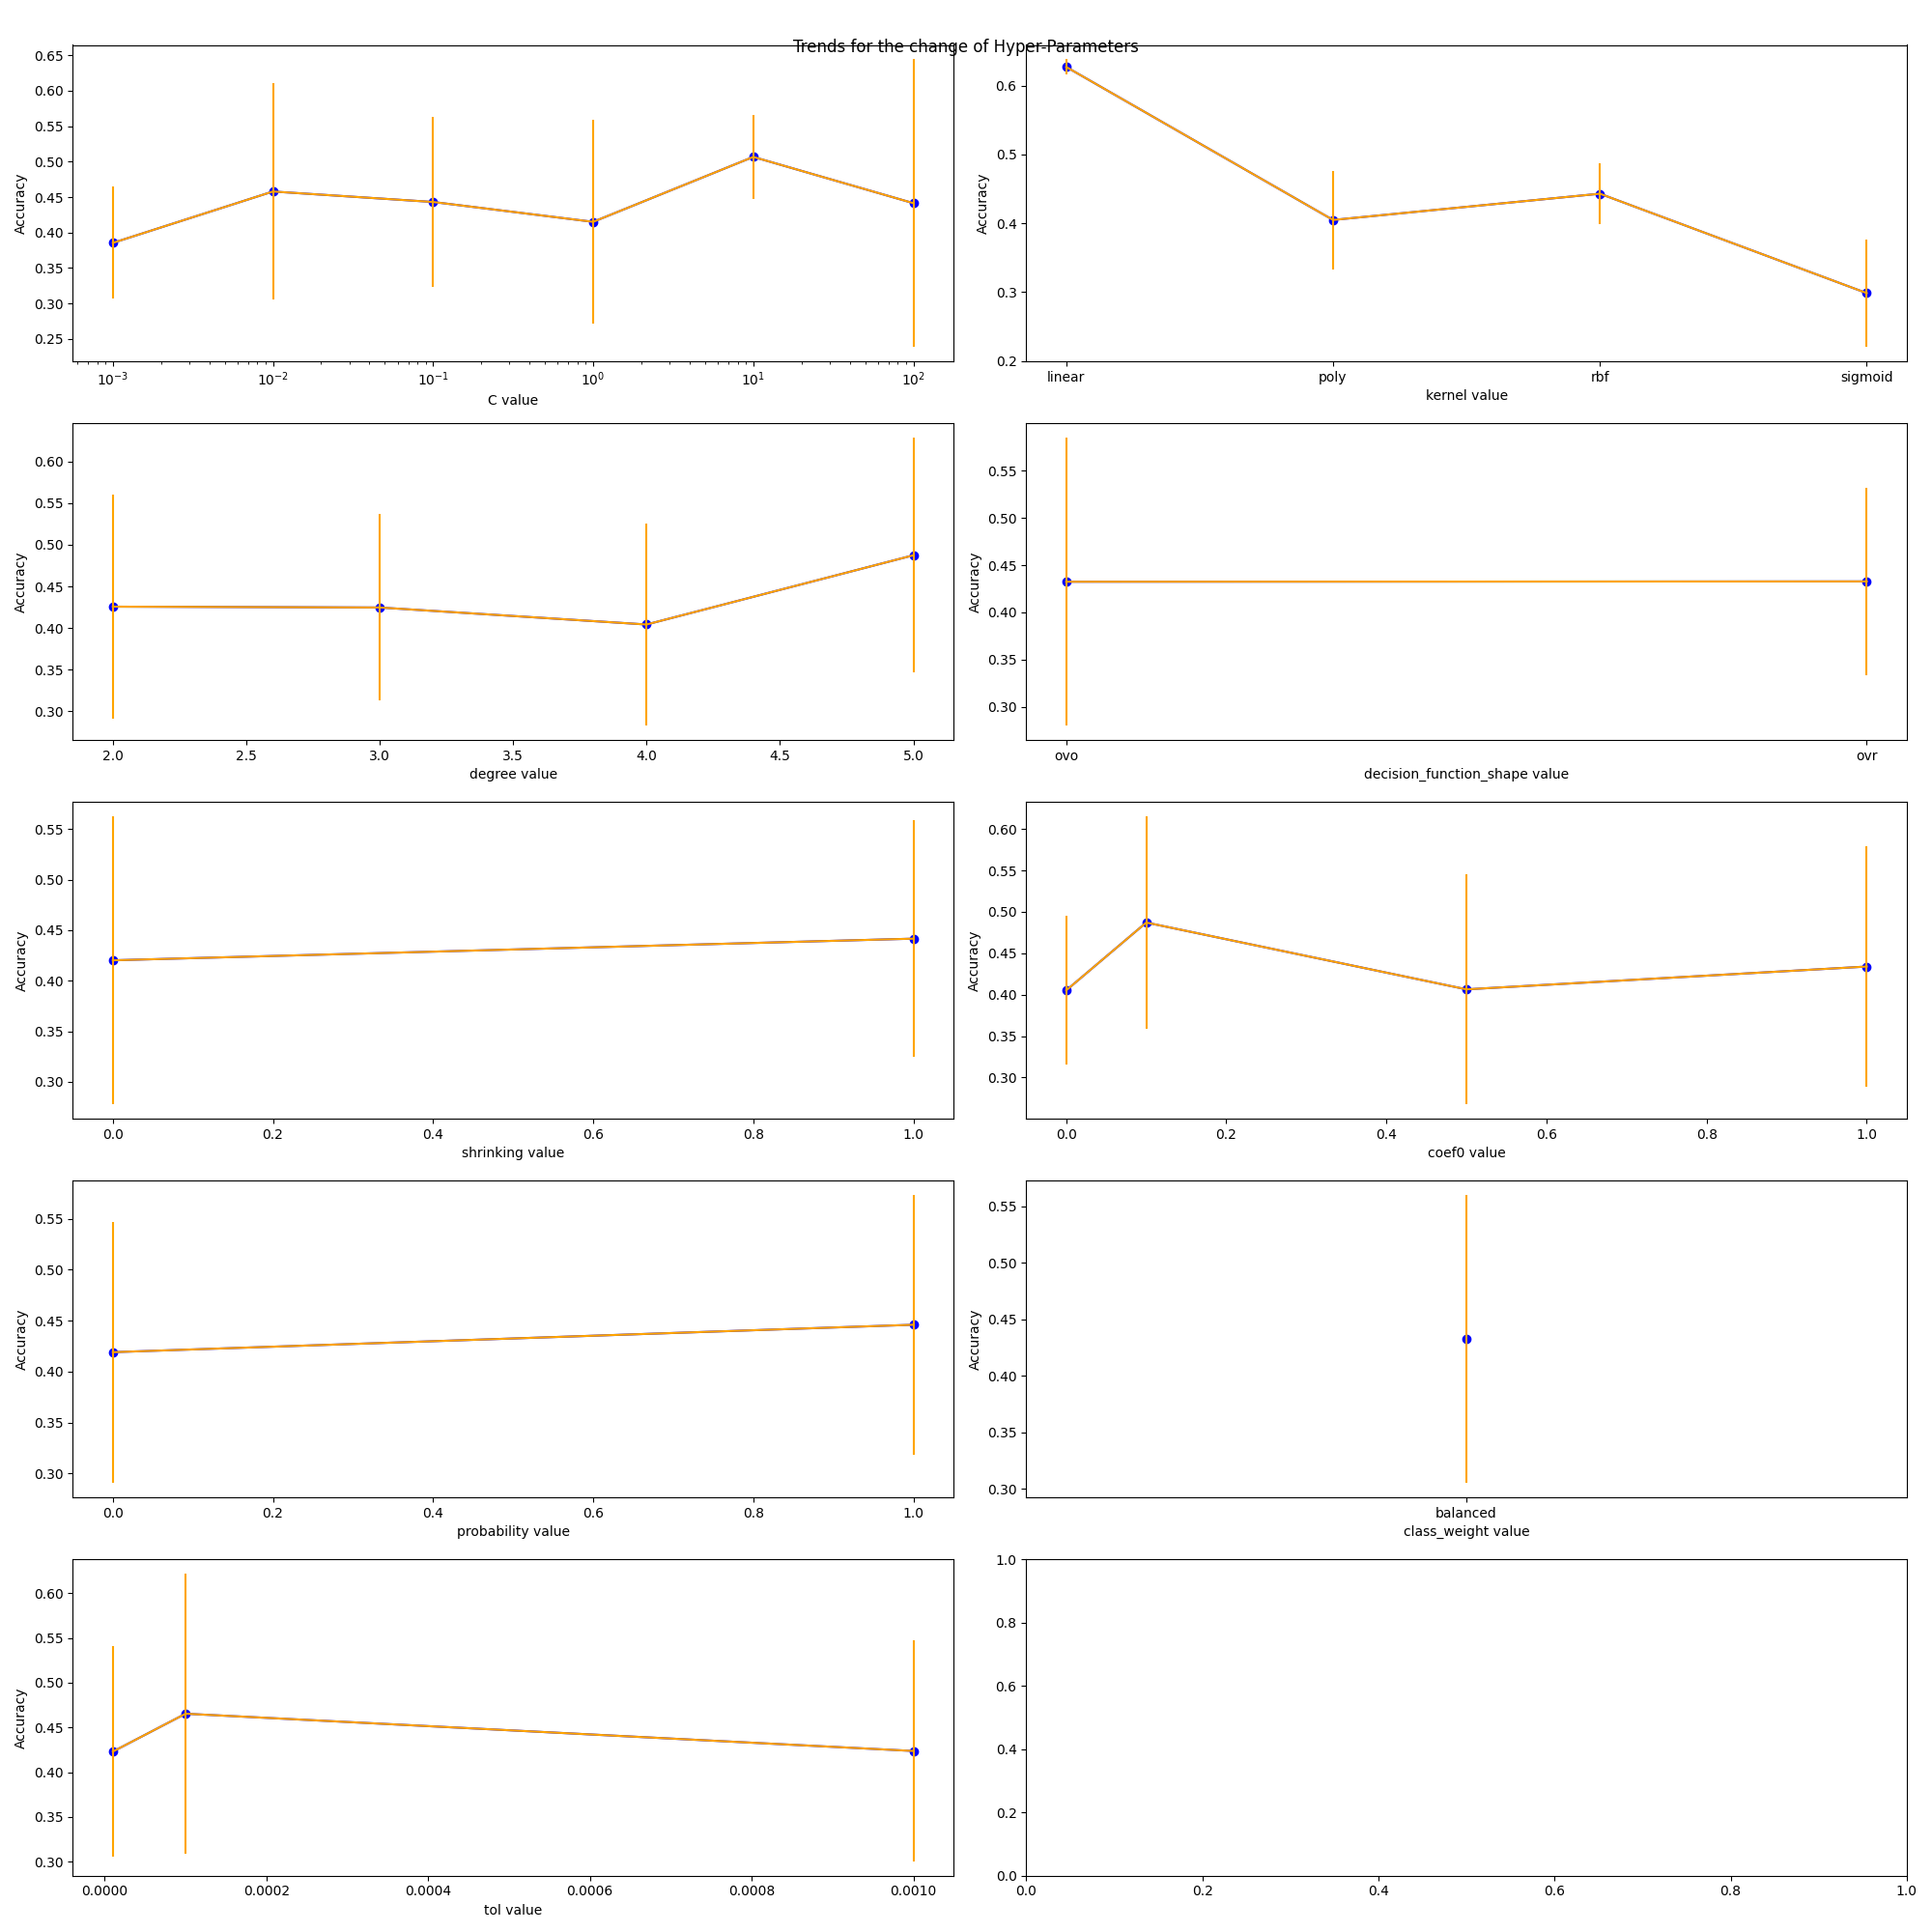 Trends for the change of Hyper-Parameters
Accuracy
0.65
0.60
0.55
0.50
0.45
0.40
0.35
0.30
0.25
10⁻³ 10⁻² 10⁻¹ 10⁰ 10¹ 10²
C value
Accuracy
0.6
0.5
0.4
0.3
0.2
linear poly rbf sigmoid
kernel value
Accuracy
0.60
0.55
0.50
0.45
0.40
0.35
0.30
2.0 2.5 3.0 3.5 4.0 4.5 5.0
degree value
Accuracy
0.55
0.50
0.45
0.40
0.35
0.30
ovo ovr
decision_function_shape value
Accuracy
0.55
0.50
0.45
0.40
0.35
0.30
0.0 0.2 0.4 0.6 0.8 1.0
shrinking value
Accuracy
0.60
0.55
0.50
0.45
0.40
0.35
0.30
0.0 0.2 0.4 0.6 0.8 1.0
coef0 value
Accuracy
0.55
0.50
0.45
0.40
0.35
0.30
0.0 0.2 0.4 0.6 0.8 1.0
probability value
Accuracy
0.55
0.50
0.45
0.40
0.35
0.30
balanced
class_weight value
Accuracy
0.60
0.55
0.50
0.45
0.40
0.35
0.30
0.0000 0.0002 0.0004 0.0006 0.0008 0.0010
tol value
1.0
0.8
0.6
0.4
0.2
0.0
0.0 0.2 0.4 0.6 0.8 1.0